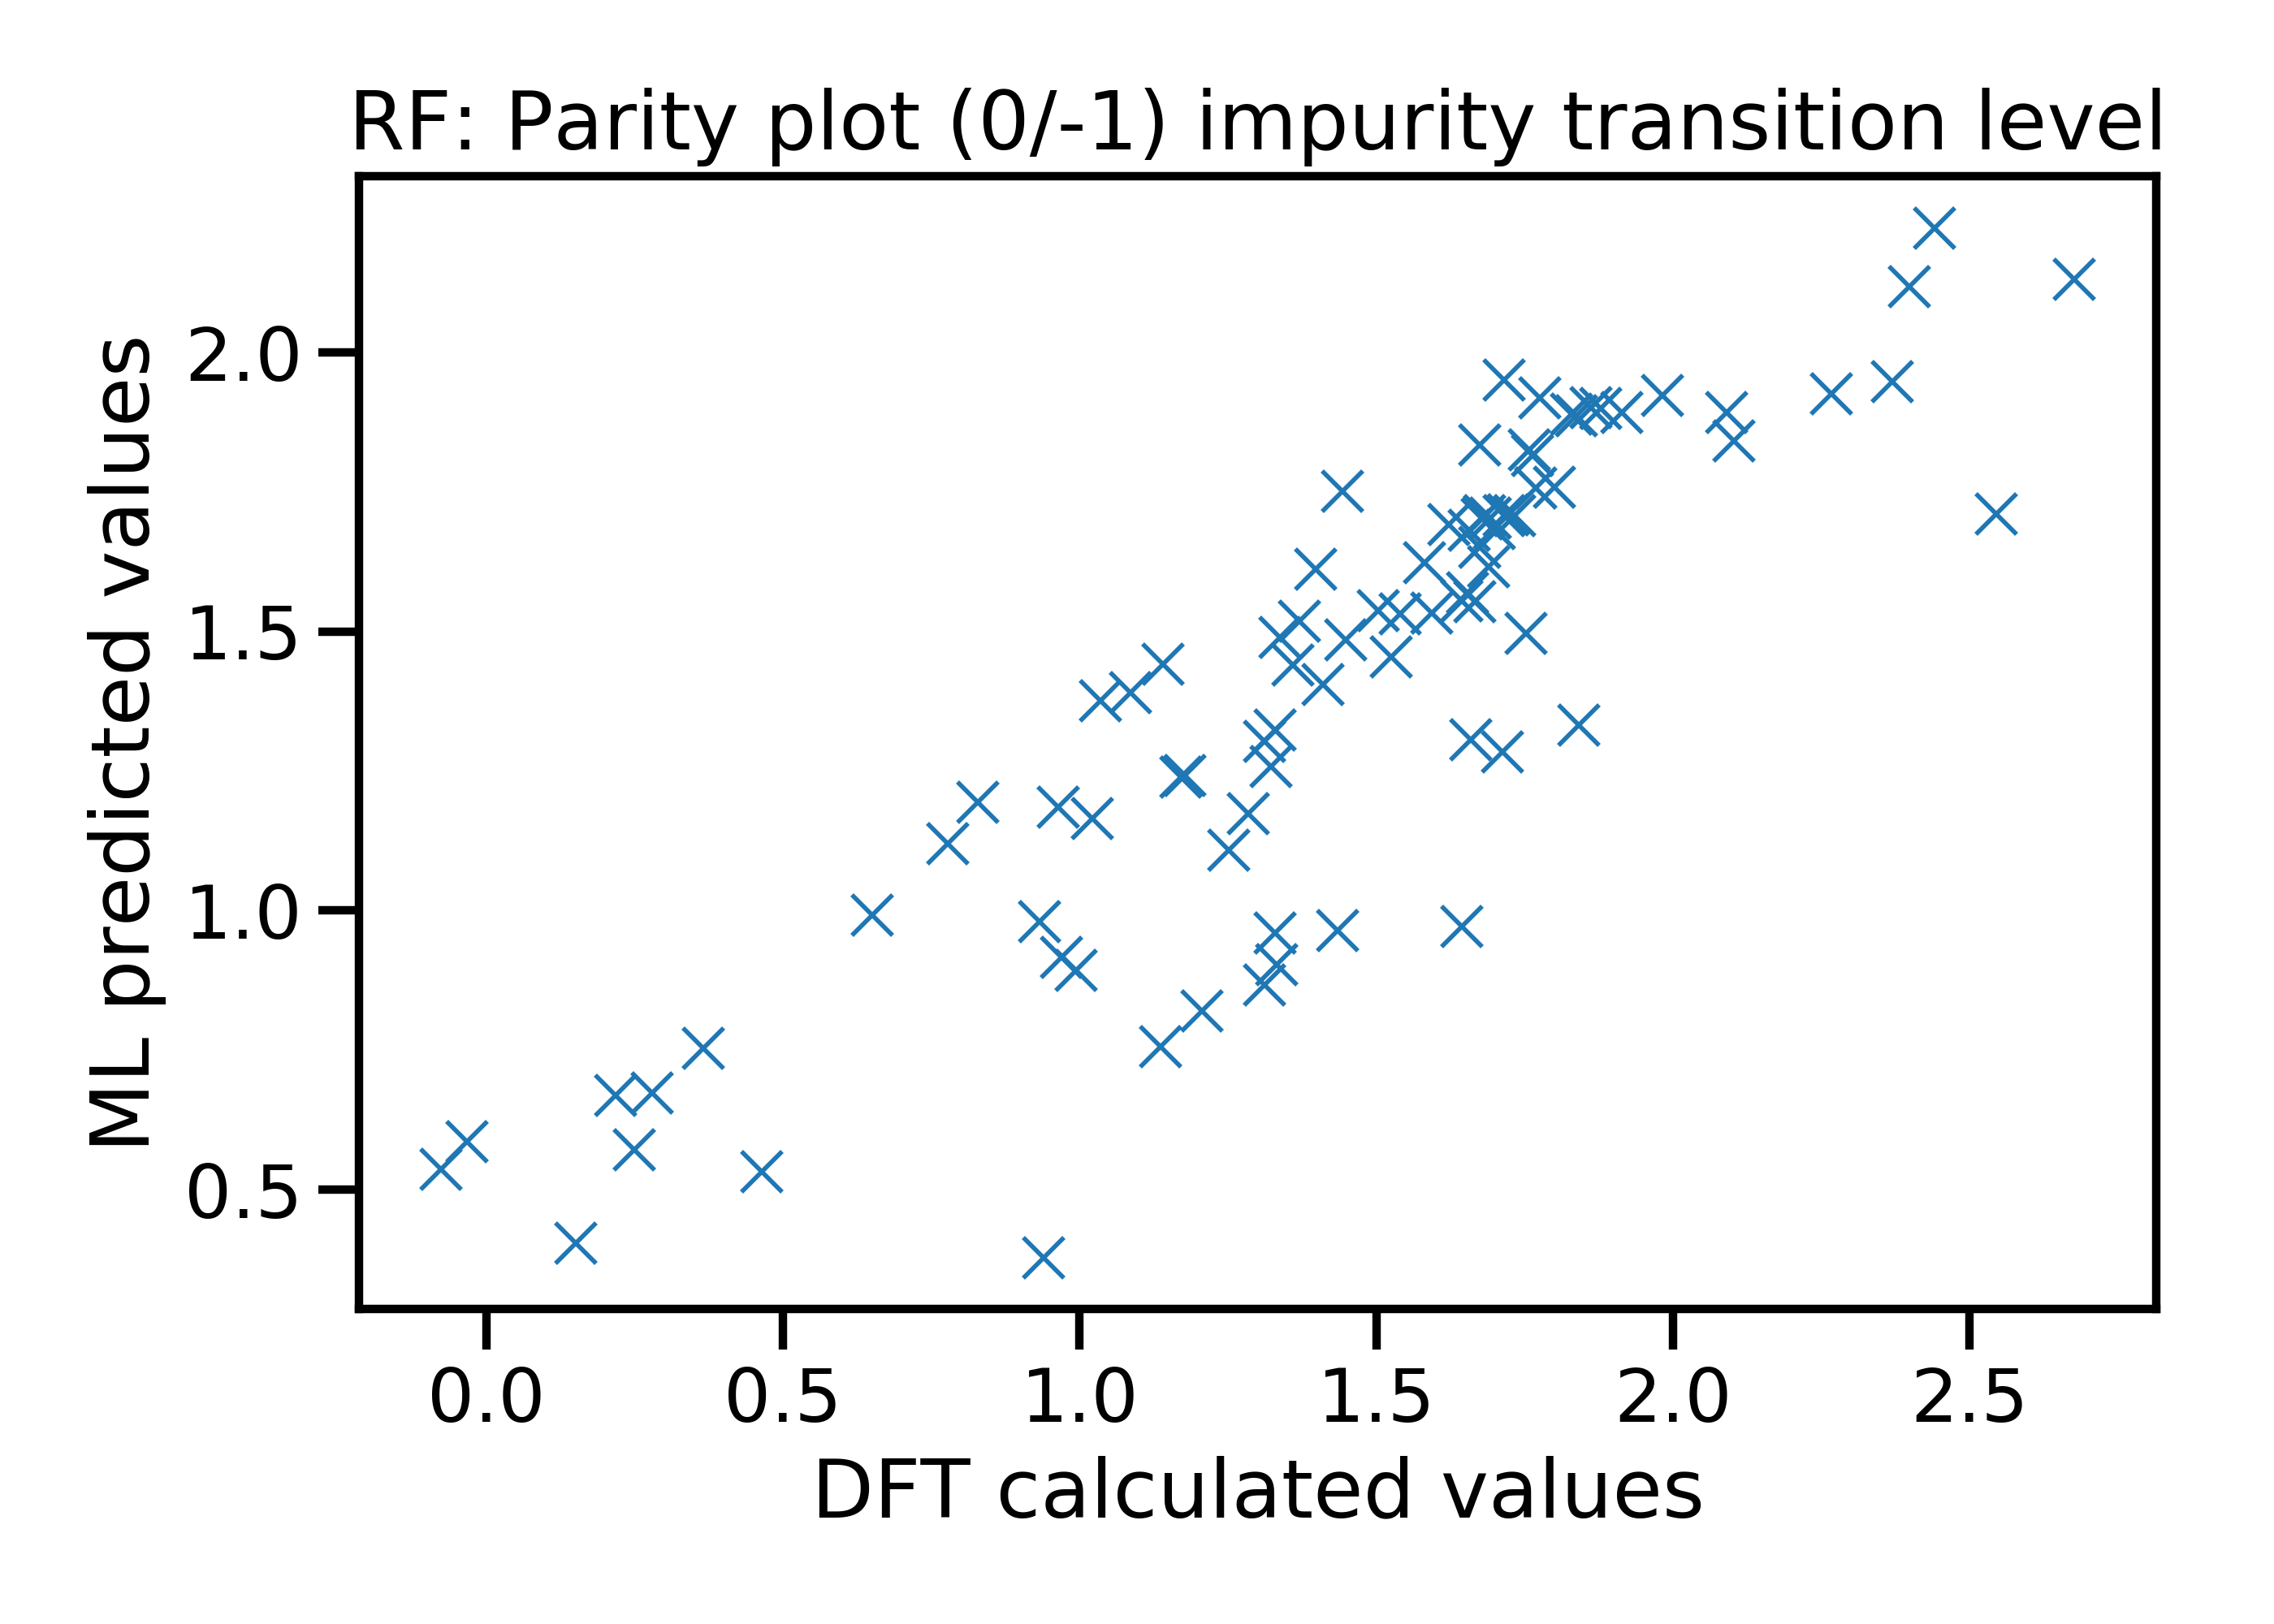 RF: Parity plot (0/-1) impurity transition level
ML predicted values
2.0
1.5
1.0
0.5
0.0 0.5 1.0 1.5 2.0 2.5
DFT calculated values